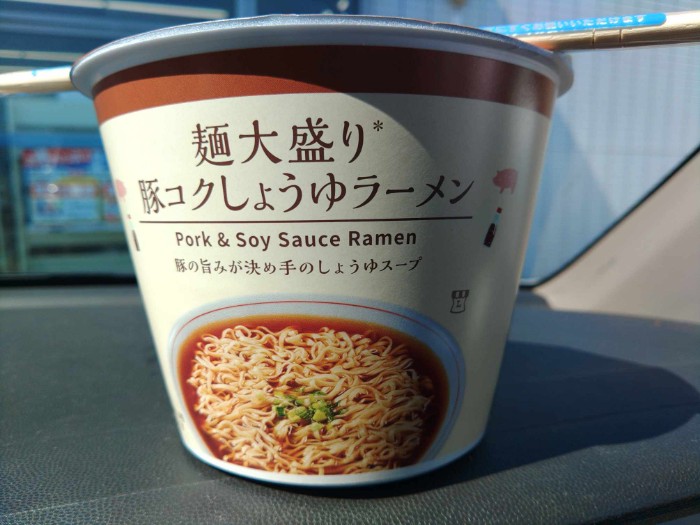 麺大盛り*
豚コクしょうゆラーメン
Pork & Soy Sauce Ramen
豚の旨みが決め手のしょうゆスープ